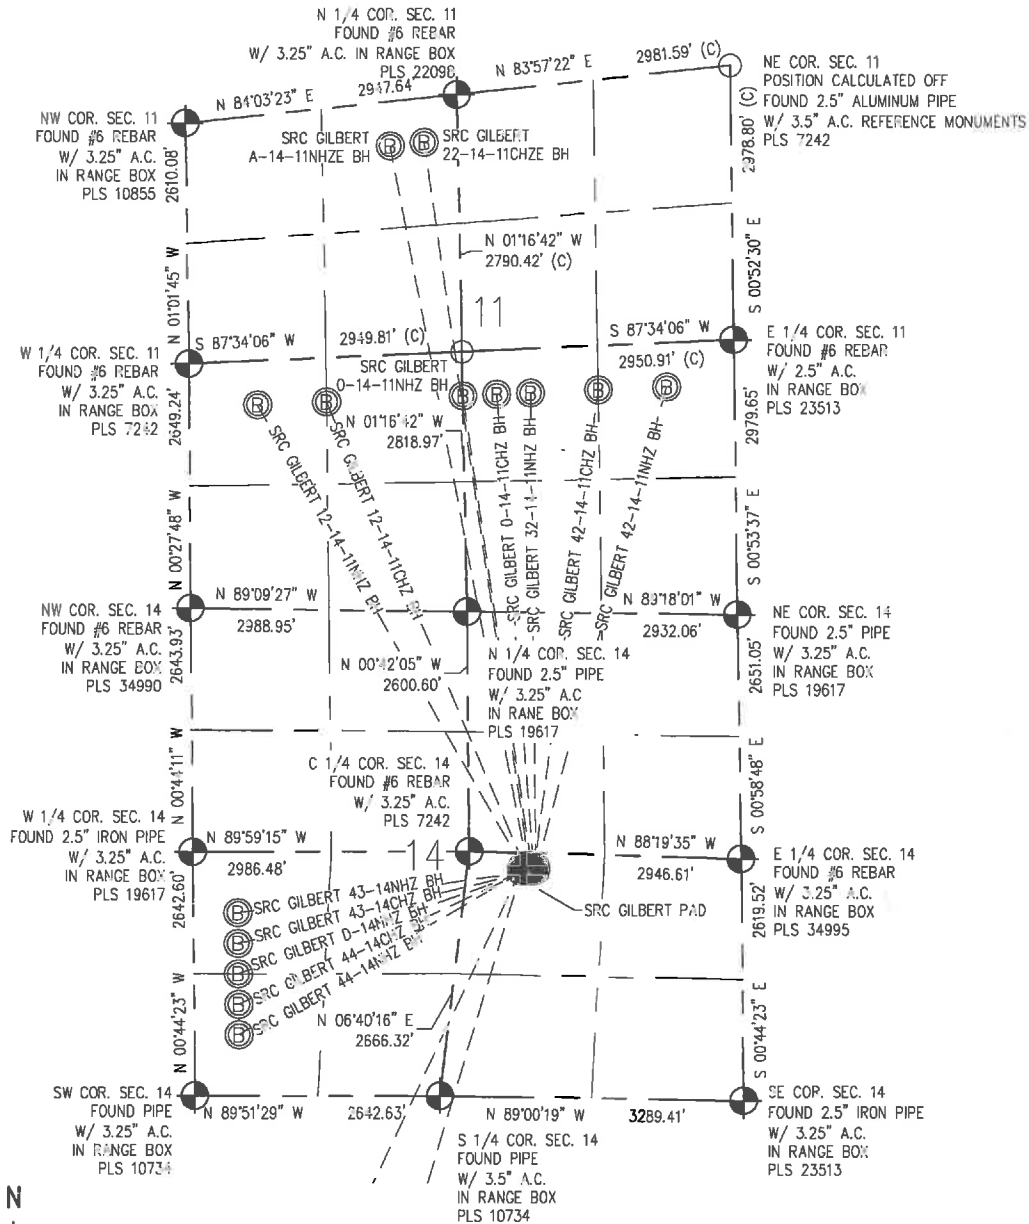 N 1/4 COR. SEC. 11
FOUND #6 REBAR
W/ 3.25" A.C. IN RANGE BOX
PLS 22098
N 84°03'23" E
2947.64'
N 83°57'22" E
2981.59' (C)
NE COR. SEC. 11
POSITION CALCULATED OFF
FOUND 2.5" ALUMINUM PIPE
W/ 3.5" A.C. REFERENCE MONUMENTS
PLS 7242
NW COR. SEC. 11
FOUND #6 REBAR
W/ 3.25" A.C.
IN RANGE BOX
PLS 10855
2610.08'
N 01°01'45" W
2978.80' (C)
S 00°52'30" E
SRC GILBERT
A-14-11NHZE BH
B
B
SRC GILBERT
22-14-11CHZE BH
N 01°16'42" W
2790.42' (C)
11
S 87°34'06" W
2949.81' (C)
S 87°34'06" W
2950.91' (C)
W 1/4 COR. SEC. 11
FOUND #6 REBAR
W/ 3.25" A.C.
IN RANGE BOX
PLS 7242
E 1/4 COR. SEC. 11
FOUND #6 REBAR
W/ 2.5" A.C.
IN RANGE BOX
PLS 23513
SRC GILBERT
0-14-11NHZ BH
B
B
B
B
B
B
B
N 01°16'42" W
2818.97'
2649.24'
N 00°27'48" W
2979.65'
S 00°53'37" E
SRC GILBERT 12-14-11NHZ BH
SRC GILBERT 12-14-11CHZ BH
SRC GILBERT 0-14-11CHZ BH
SRC GILBERT 32-14-11NHZ BH
SRC GILBERT 42-14-11CHZ BH
SRC GILBERT 42-14-11NHZ BH
N 89°09'27" W
2988.95'
N 89°18'01" W
2932.06'
NW COR. SEC. 14
FOUND #6 REBAR
W/ 3.25" A.C.
IN RANGE BOX
PLS 34990
NE COR. SEC. 14
FOUND 2.5" PIPE
W/ 3.25" A.C.
IN RANGE BOX
PLS 19617
N 00°42'05" W
2600.60'
N 1/4 COR. SEC. 14
FOUND 2.5" PIPE
W/ 3.25" A.C
IN RANE BOX
PLS 19617
2643.93'
N 00°44'11" W
2651.05'
S 00°58'48" E
C 1/4 COR. SEC. 14
FOUND #6 REBAR
W/ 3.25" A.C.
PLS 7242
W 1/4 COR. SEC. 14
FOUND 2.5" IRON PIPE
W/ 3.25" A.C.
IN RANGE BOX
PLS 19617
N 89°59'15" W
2986.48'
14
N 88°19'35" W
2946.61'
E 1/4 COR. SEC. 14
FOUND #6 REBAR
W/ 3.25" A.C.
IN RANGE BOX
PLS 34995
SRC GILBERT PAD
2642.60'
N 00°44'23" W
2619.52'
S 00°44'23" E
B
SRC GILBERT 43-14NHZ BH
B
SRC GILBERT 43-14CHZ BH
B
SRC GILBERT D-14NHZ BH
B
SRC GILBERT 44-14CHZ BH
B
SRC GILBERT 44-14NHZ BH
N 06°40'16" E
2666.32'
SW COR. SEC. 14
FOUND PIPE
W/ 3.25" A.C.
IN RANGE BOX
PLS 10734
N 89°51'29" W
2642.63'
N 89°00'19" W
3289.41'
SE COR. SEC. 14
FOUND 2.5" IRON PIPE
W/ 3.25" A.C.
IN RANGE BOX
PLS 23513
S 1/4 COR. SEC. 14
FOUND PIPE
W/ 3.5" A.C.
IN RANGE BOX
PLS 10734
N